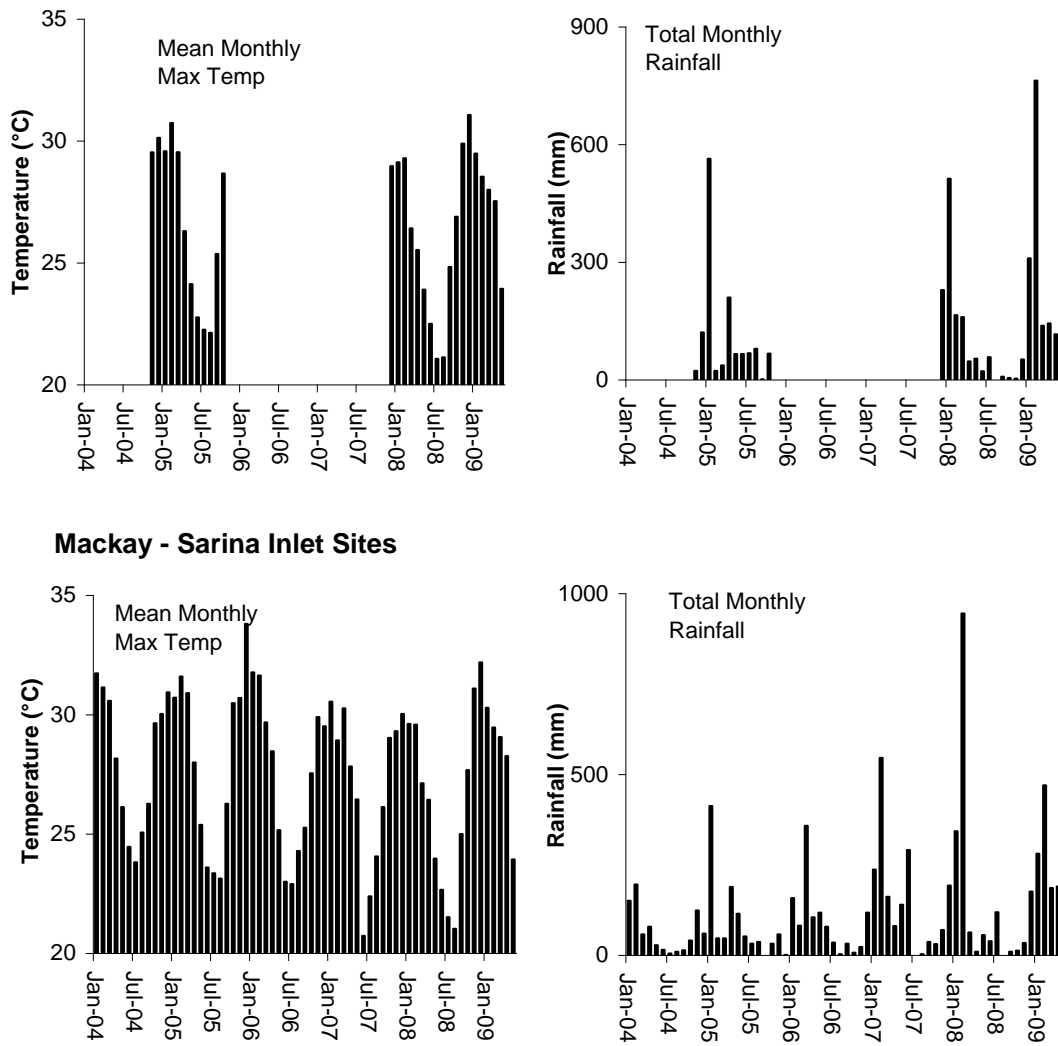 35
30
25
20
Temperature (°C)
Mean Monthly
Max Temp
Jan-04
Jul-04
Jan-05
Jul-05
Jan-06
Jul-06
Jan-07
Jul-07
Jan-08
Jul-08
Jan-09
900
600
300
0
Rainfall (mm)
Total Monthly
Rainfall
Jan-04
Jul-04
Jan-05
Jul-05
Jan-06
Jul-06
Jan-07
Jul-07
Jan-08
Jul-08
Jan-09
Mackay - Sarina Inlet Sites
35
30
25
20
Temperature (°C)
Mean Monthly
Max Temp
Jan-04
Jul-04
Jan-05
Jul-05
Jan-06
Jul-06
Jan-07
Jul-07
Jan-08
Jul-08
Jan-09
1000
500
0
Rainfall (mm)
Total Monthly
Rainfall
Jan-04
Jul-04
Jan-05
Jul-05
Jan-06
Jul-06
Jan-07
Jul-07
Jan-08
Jul-08
Jan-09